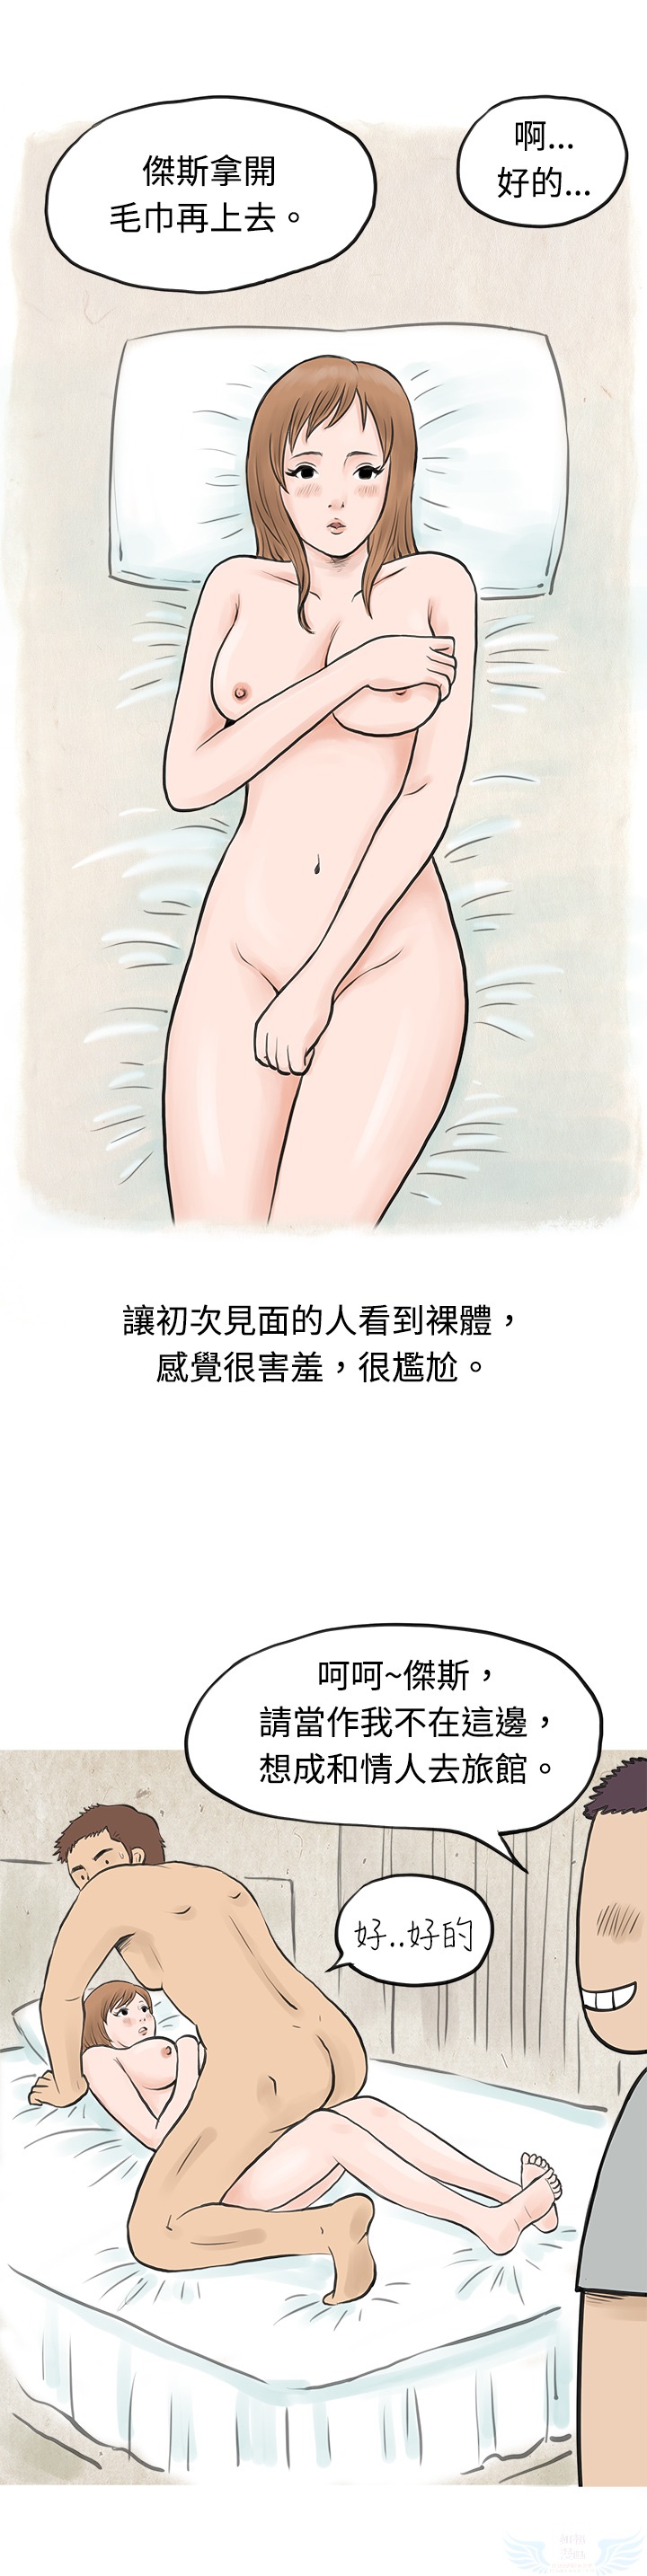 傑斯拿開
毛巾再上去。
啊...
好的...
讓初次見面的人看到裸體，
感覺很害羞，很尷尬。
呵呵~傑斯，
請當作我不在這邊，
想成和情人去旅館。
好..好的